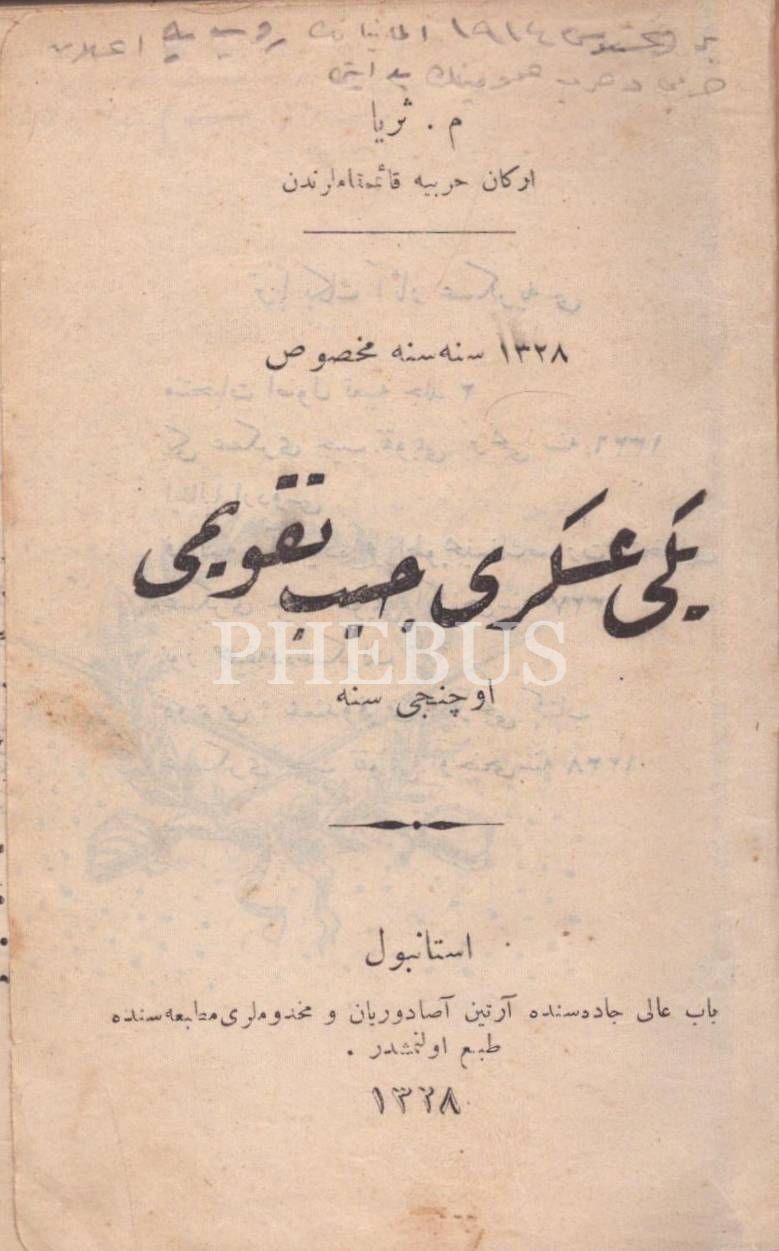 م . ثریا
ارکان حربیه قائمقاملرندن
۱۳۲۸ سنه‌سنه مخصوص
یکی عسکری جیب تقویمی
PHEBUS
اوچنجی سنه
استانبول
باب عالی جاده‌سنده آرتین آصادوریان و مخدوملری مطبعه‌سنده
طبع اولنمشدر .
۱۳۲۸